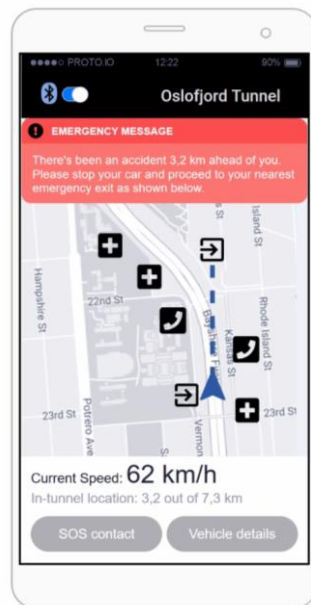 PROTO.IO 12:22 90%
Oslofjord Tunnel
EMERGENCY MESSAGE
There's been an accident 3,2 km ahead of you.
Please stop your car and proceed to your nearest
emergency exit as shown below.
Island St
Hampshire St
22nd St
Bayshore
Kansas St
Rhode Island St
23rd St
Potrero Ave
Vermon
23rd St
Current Speed: 62 km/h
In-tunnel location: 3,2 out of 7,3 km
SOS contact
Vehicle details